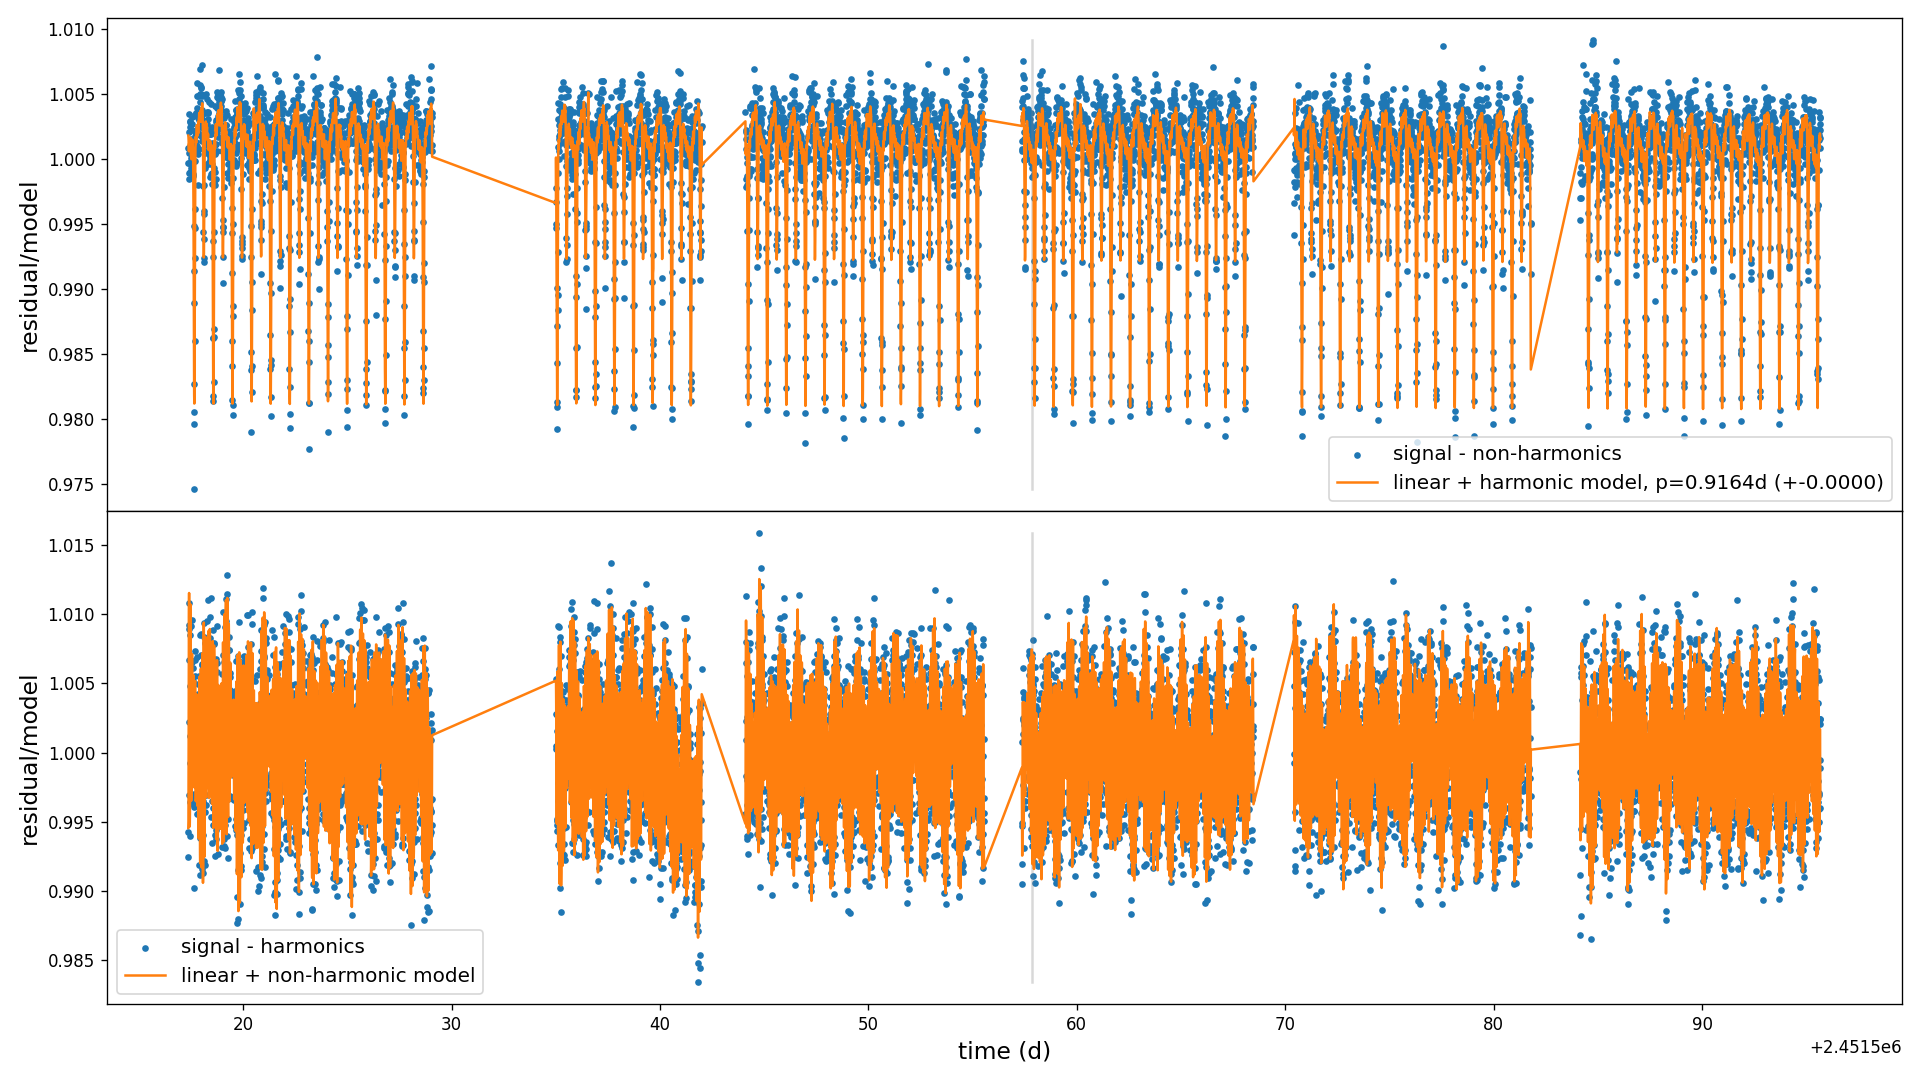 1.010
1.005
1.000
0.995
0.990
0.985
0.980
0.975
residual/model
signal - non-harmonics
linear + harmonic model, p=0.9164d (+-0.0000)
1.015
1.010
1.005
1.000
0.995
0.990
0.985
residual/model
signal - harmonics
linear + non-harmonic model
20 30 40 50 60 70 80 90
time (d)
+2.4515e6